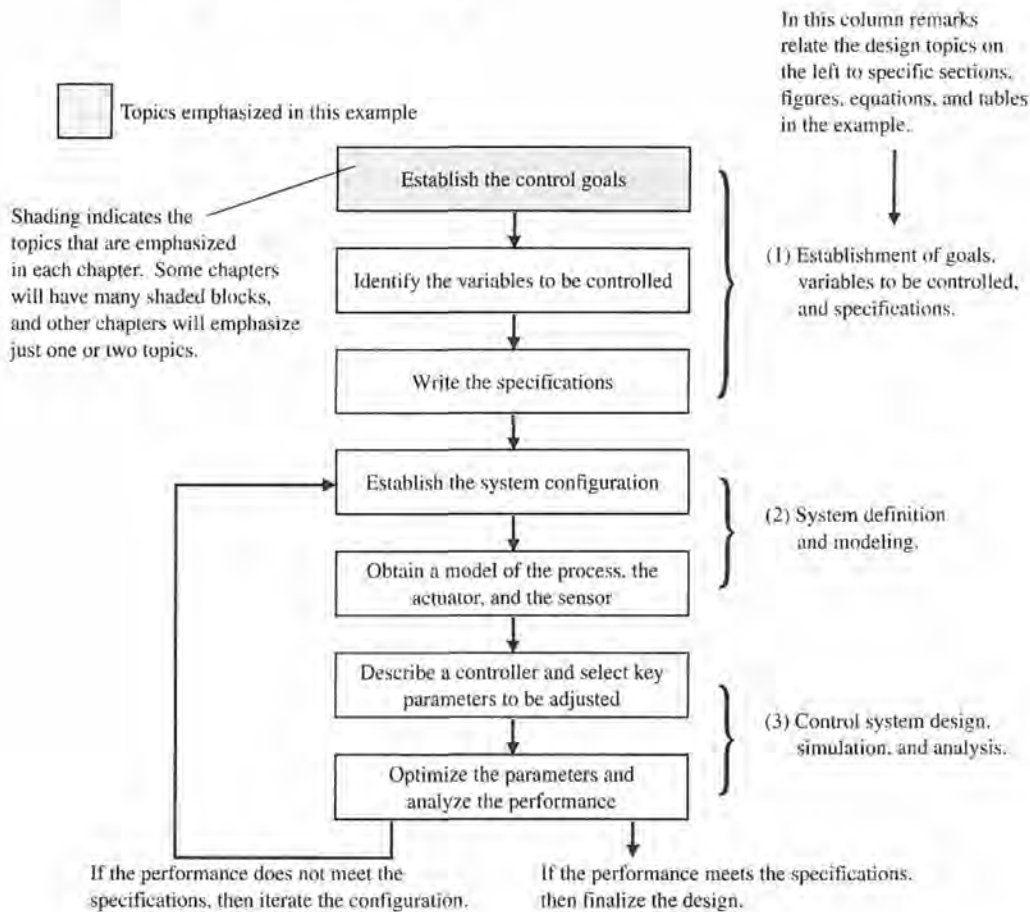 In this column remarks
relate the design topics on
the left to specific sections,
figures, equations, and tables
in the example.
Topics emphasized in this example
Establish the control goals
Shading indicates the
topics that are emphasized
in each chapter. Some chapters
will have many shaded blocks,
and other chapters will emphasize
just one or two topics.
Identify the variables to be controlled
(1) Establishment of goals,
variables to be controlled,
and specifications.
Write the specifications
Establish the system configuration
(2) System definition
and modeling.
Obtain a model of the process, the
actuator, and the sensor
Describe a controller and select key
parameters to be adjusted
(3) Control system design,
simulation, and analysis.
Optimize the parameters and
analyze the performance
If the performance does not meet the
specifications, then iterate the configuration.
If the performance meets the specifications,
then finalize the design.